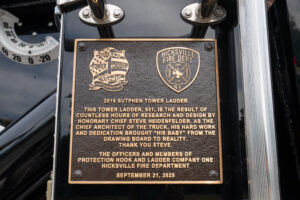 HICKSVILLE
FIRE DEPT.
N.Y.
2016 SUTPHEN TOWER LADDER
THIS TOWER LADDER, 931, IS THE RESULT OF
COUNTLESS HOURS OF RESEARCH AND DESIGN BY
HONORARY CHIEF STEVE HEIDENFELDER, AS THE
CHIEF ARCHITECT OF THE TRUCK, HIS HARD WORK
AND DEDICATION BROUGHT "HIS BABY" FROM THE
DRAWING BOARD TO REALITY.
THANK YOU STEVE.
THE OFFICERS AND MEMBERS OF
PROTECTION HOOK AND LADDER COMPANY ONE
HICKSVILLE FIRE DEPARTMENT
SEPTEMBER 21, 2025